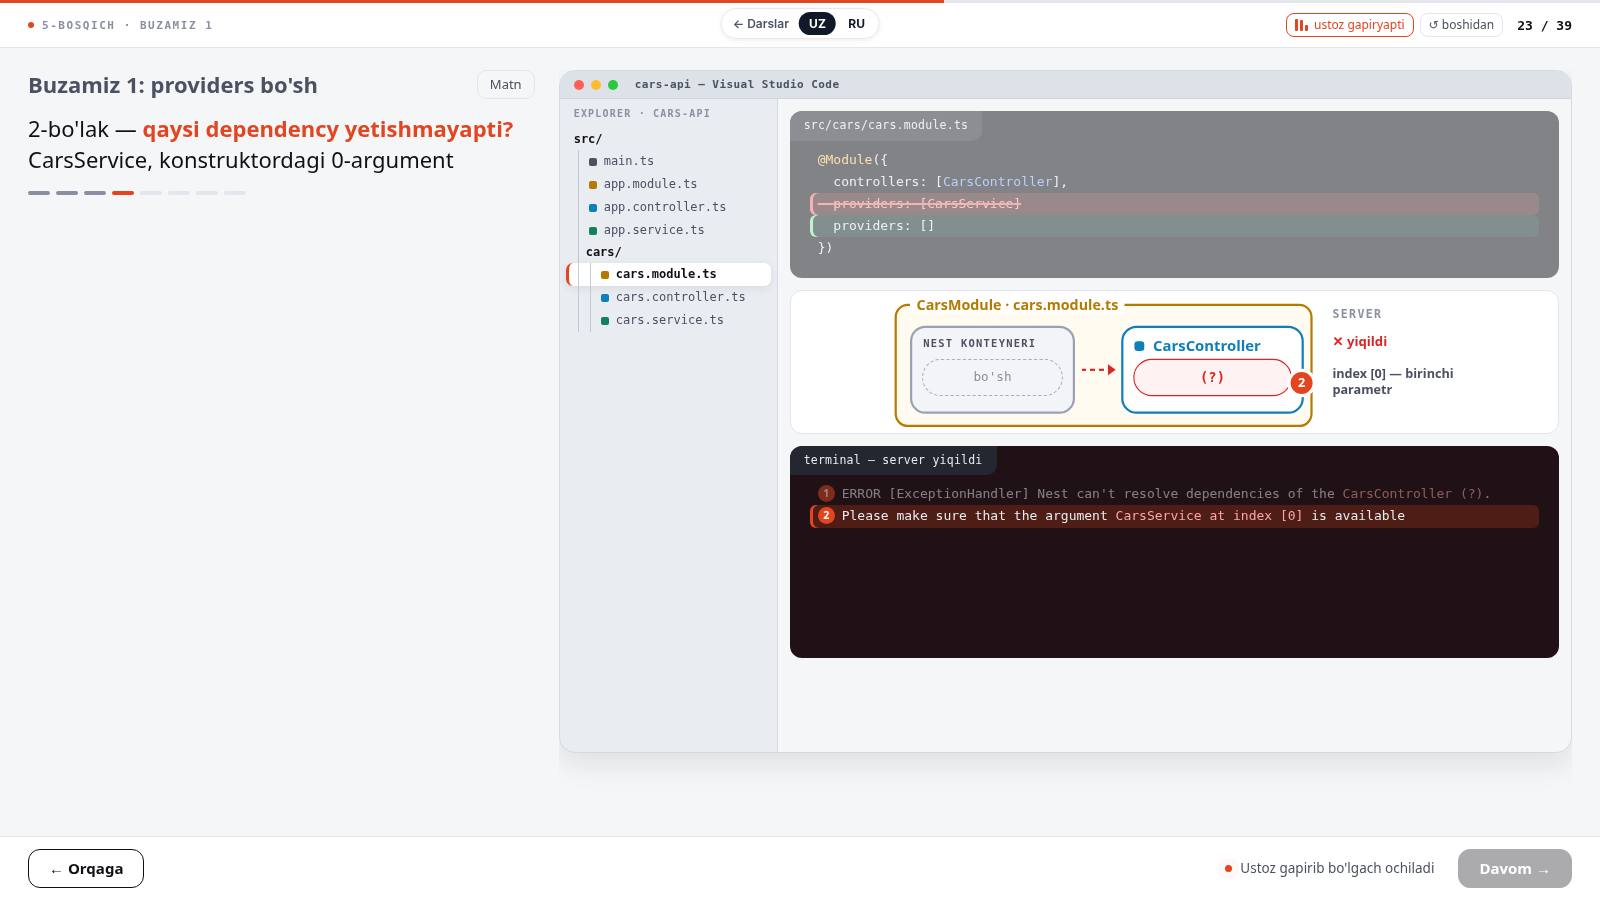 5-BOSQICH · BUZAMIZ 1
← Darslar UZ RU
ustoz gapiryapti
↺ boshidan
23 / 39
Buzamiz 1: providers bo'sh
Matn
2-bo'lak — qaysi dependency yetishmayapti?
CarsService, konstruktordagi 0-argument
cars-api — Visual Studio Code
EXPLORER · CARS-API
src/
main.ts
app.module.ts
app.controller.ts
app.service.ts
cars/
cars.module.ts
cars.controller.ts
cars.service.ts
src/cars/cars.module.ts
@Module({
controllers: [CarsController],
providers: [CarsService]
providers: []
})
CarsModule · cars.module.ts
NEST KONTEYNERI
bo'sh
CarsController
(?)
2
SERVER
✕ yiqildi
index [0] — birinchi
parametr
terminal — server yiqildi
1 ERROR [ExceptionHandler] Nest can't resolve dependencies of the CarsController (?).
2 Please make sure that the argument CarsService at index [0] is available
← Orqaga
Ustoz gapirib bo'lgach ochiladi
Davom →